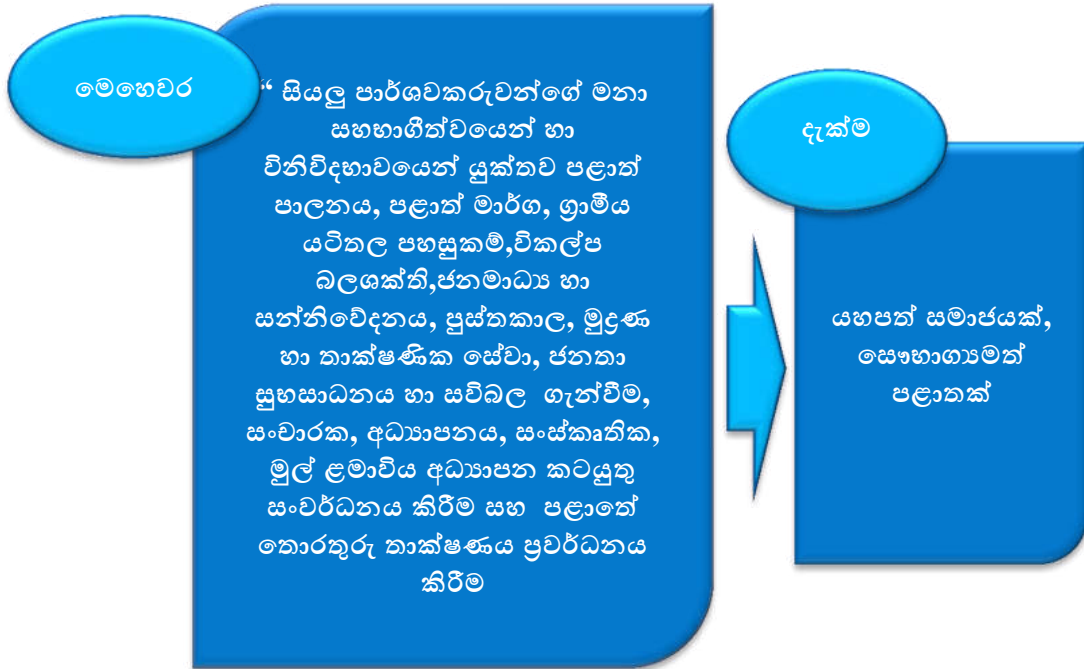 මෙහෙවර
“ සියලු පාර්ශවකරුවන්ගේ මනා
සහභාගීත්වයෙන් හා
විනිවිදභාවයෙන් යුක්තව පළාත්
පාලනය, පළාත් මාර්ග, ග්‍රාමීය
යටිතල පහසුකම්,විකල්ප
බලශක්ති,ජනමාධ්‍ය හා
සන්නිවේදනය, පුස්තකාල, මුද්‍රණ
හා තාක්ෂණික සේවා, ජනතා
සුභසාධනය හා සවිබල ගැන්වීම,
සංචාරක, අධ්‍යාපනය, සංස්කෘතික,
මුල් ළමාවිය අධ්‍යාපන කටයුතු
සංවර්ධනය කිරීම සහ පළාතේ
තොරතුරු තාක්ෂණය ප්‍රවර්ධනය
කිරීම
දැක්ම
යහපත් සමාජයක්,
සෞභාග්‍යමත්
පළාතක්